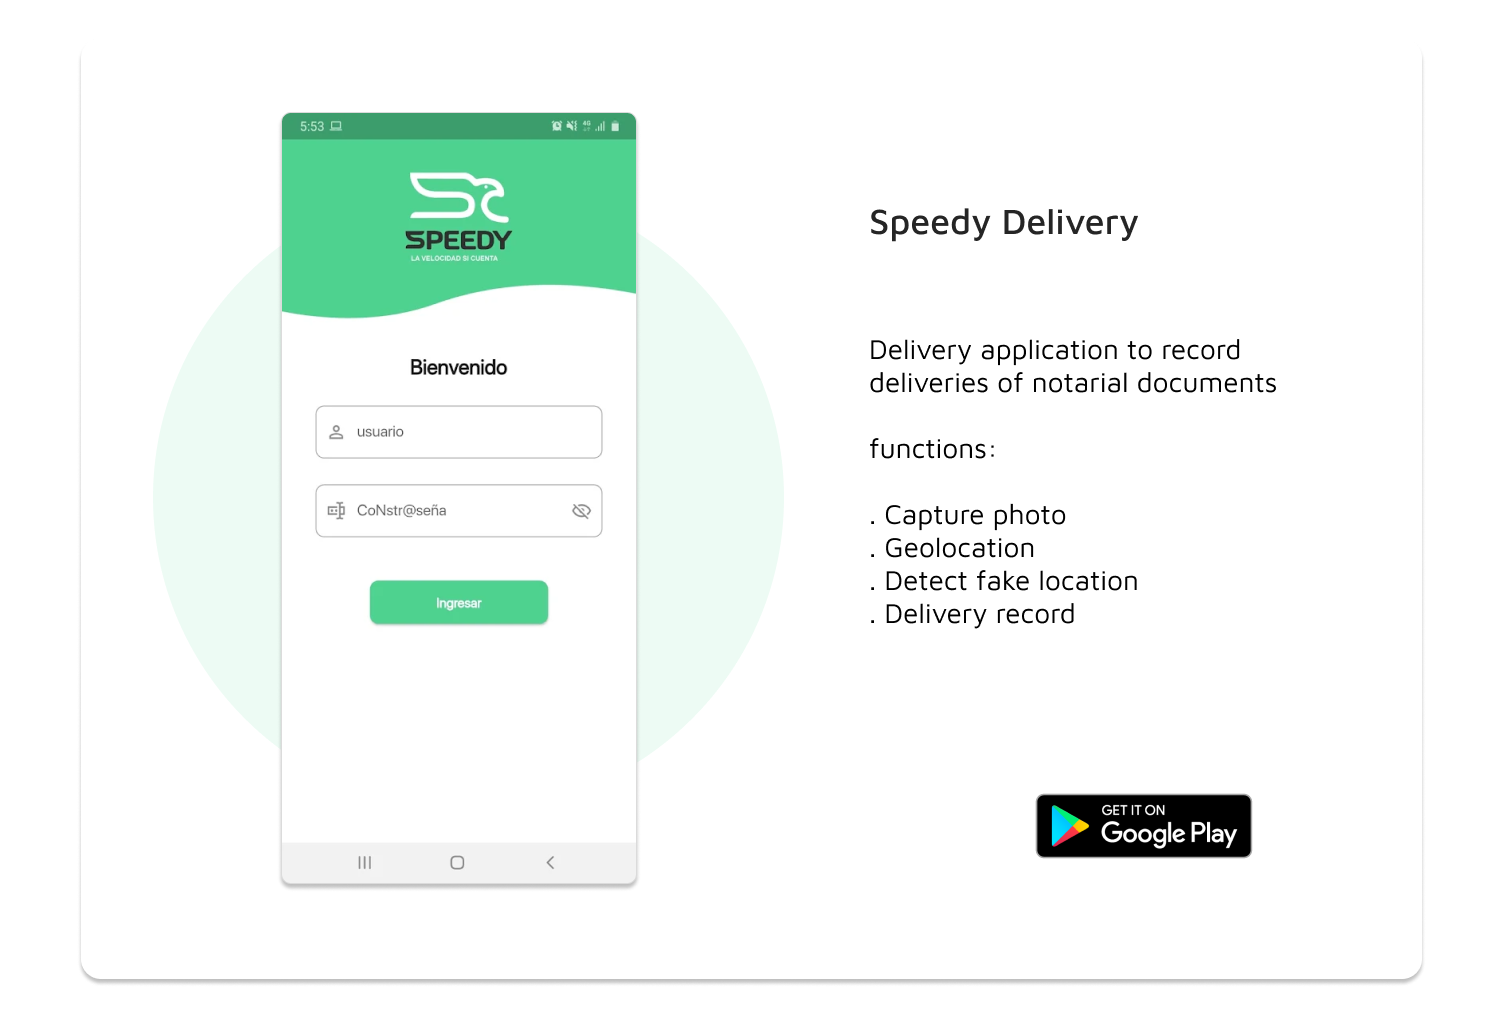 5:53
4G
SPEEDY
LA VELOCIDAD SI CUENTA
Bienvenido
usuario
CoNstr@seña
Ingresar
Speedy Delivery
Delivery application to record
deliveries of notarial documents
functions:
. Capture photo
. Geolocation
. Detect fake location
. Delivery record
GET IT ON
Google Play